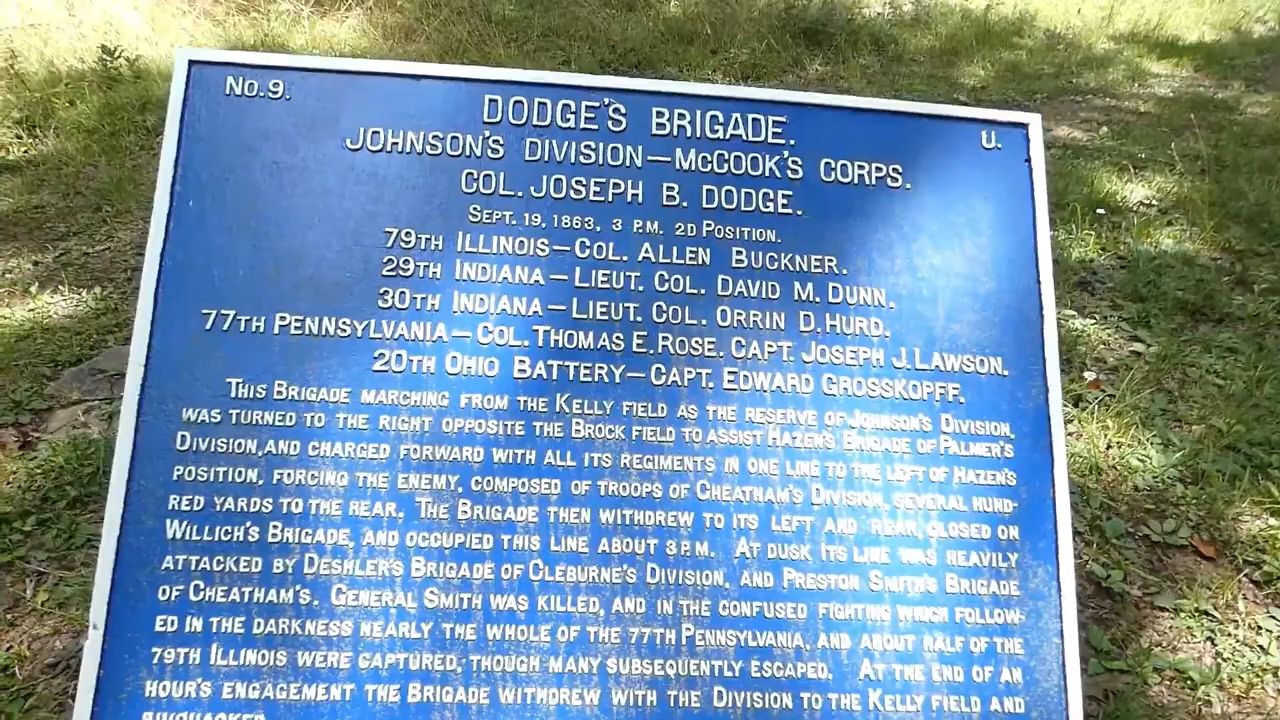 No.9.
U.
DODGE'S BRIGADE.
JOHNSON'S DIVISION—McCOOK'S CORPS.
COL. JOSEPH B. DODGE.
SEPT. 19, 1863, 3 P.M. 2D POSITION.
79TH ILLINOIS—COL. ALLEN BUCKNER.
29TH INDIANA—LIEUT. COL. DAVID M. DUNN.
30TH INDIANA—LIEUT. COL. ORRIN D. HURD.
77TH PENNSYLVANIA—COL. THOMAS E. ROSE. CAPT. JOSEPH J. LAWSON.
20TH OHIO BATTERY—CAPT. EDWARD GROSSKOPFF.
THIS BRIGADE MARCHING FROM THE KELLY FIELD AS THE RESERVE OF JOHNSON'S DIVISION,
WAS TURNED TO THE RIGHT OPPOSITE THE BROCK FIELD TO ASSIST HAZEN'S BRIGADE OF PALMER'S
DIVISION, AND CHARGED FORWARD WITH ALL ITS REGIMENTS IN ONE LINE TO THE LEFT OF HAZEN'S
POSITION, FORCING THE ENEMY, COMPOSED OF TROOPS OF CHEATHAM'S DIVISION, SEVERAL HUND-
RED YARDS TO THE REAR. THE BRIGADE THEN WITHDREW TO ITS LEFT AND REAR, CLOSED ON
WILLICH'S BRIGADE, AND OCCUPIED THIS LINE ABOUT 3 P.M. AT DUSK ITS LINE WAS HEAVILY
ATTACKED BY DESHLER'S BRIGADE OF CLEBURNE'S DIVISION, AND PRESTON SMITH'S BRIGADE
OF CHEATHAM'S. GENERAL SMITH WAS KILLED, AND IN THE CONFUSED FIGHTING WHICH FOLLOW-
ED IN THE DARKNESS NEARLY THE WHOLE OF THE 77TH PENNSYLVANIA, AND ABOUT HALF OF THE
79TH ILLINOIS WERE CAPTURED, THOUGH MANY SUBSEQUENTLY ESCAPED. AT THE END OF AN
HOUR'S ENGAGEMENT THE BRIGADE WITHDREW WITH THE DIVISION TO THE KELLY FIELD AND